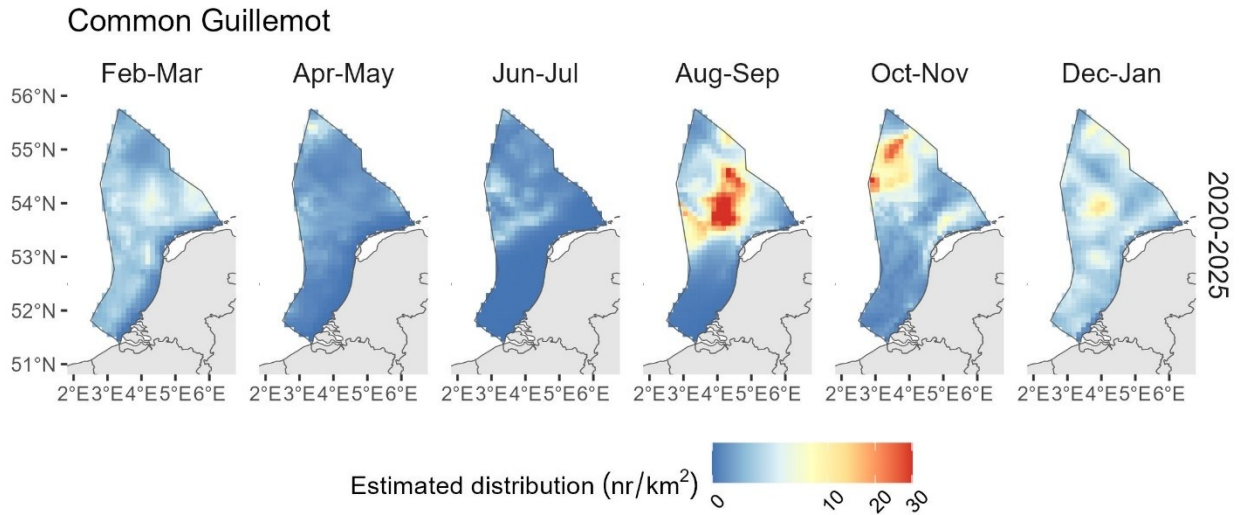 Common Guillemot
Feb-Mar Apr-May Jun-Jul Aug-Sep Oct-Nov Dec-Jan
56°N
55°N
54°N
53°N
52°N
51°N
2020-2025
2°E3°E4°E5°E6°E 2°E3°E4°E5°E6°E 2°E3°E4°E5°E6°E 2°E3°E4°E5°E6°E 2°E3°E4°E5°E6°E 2°E3°E4°E5°E6°E
Estimated distribution (nr/km²)
0 10 20 30